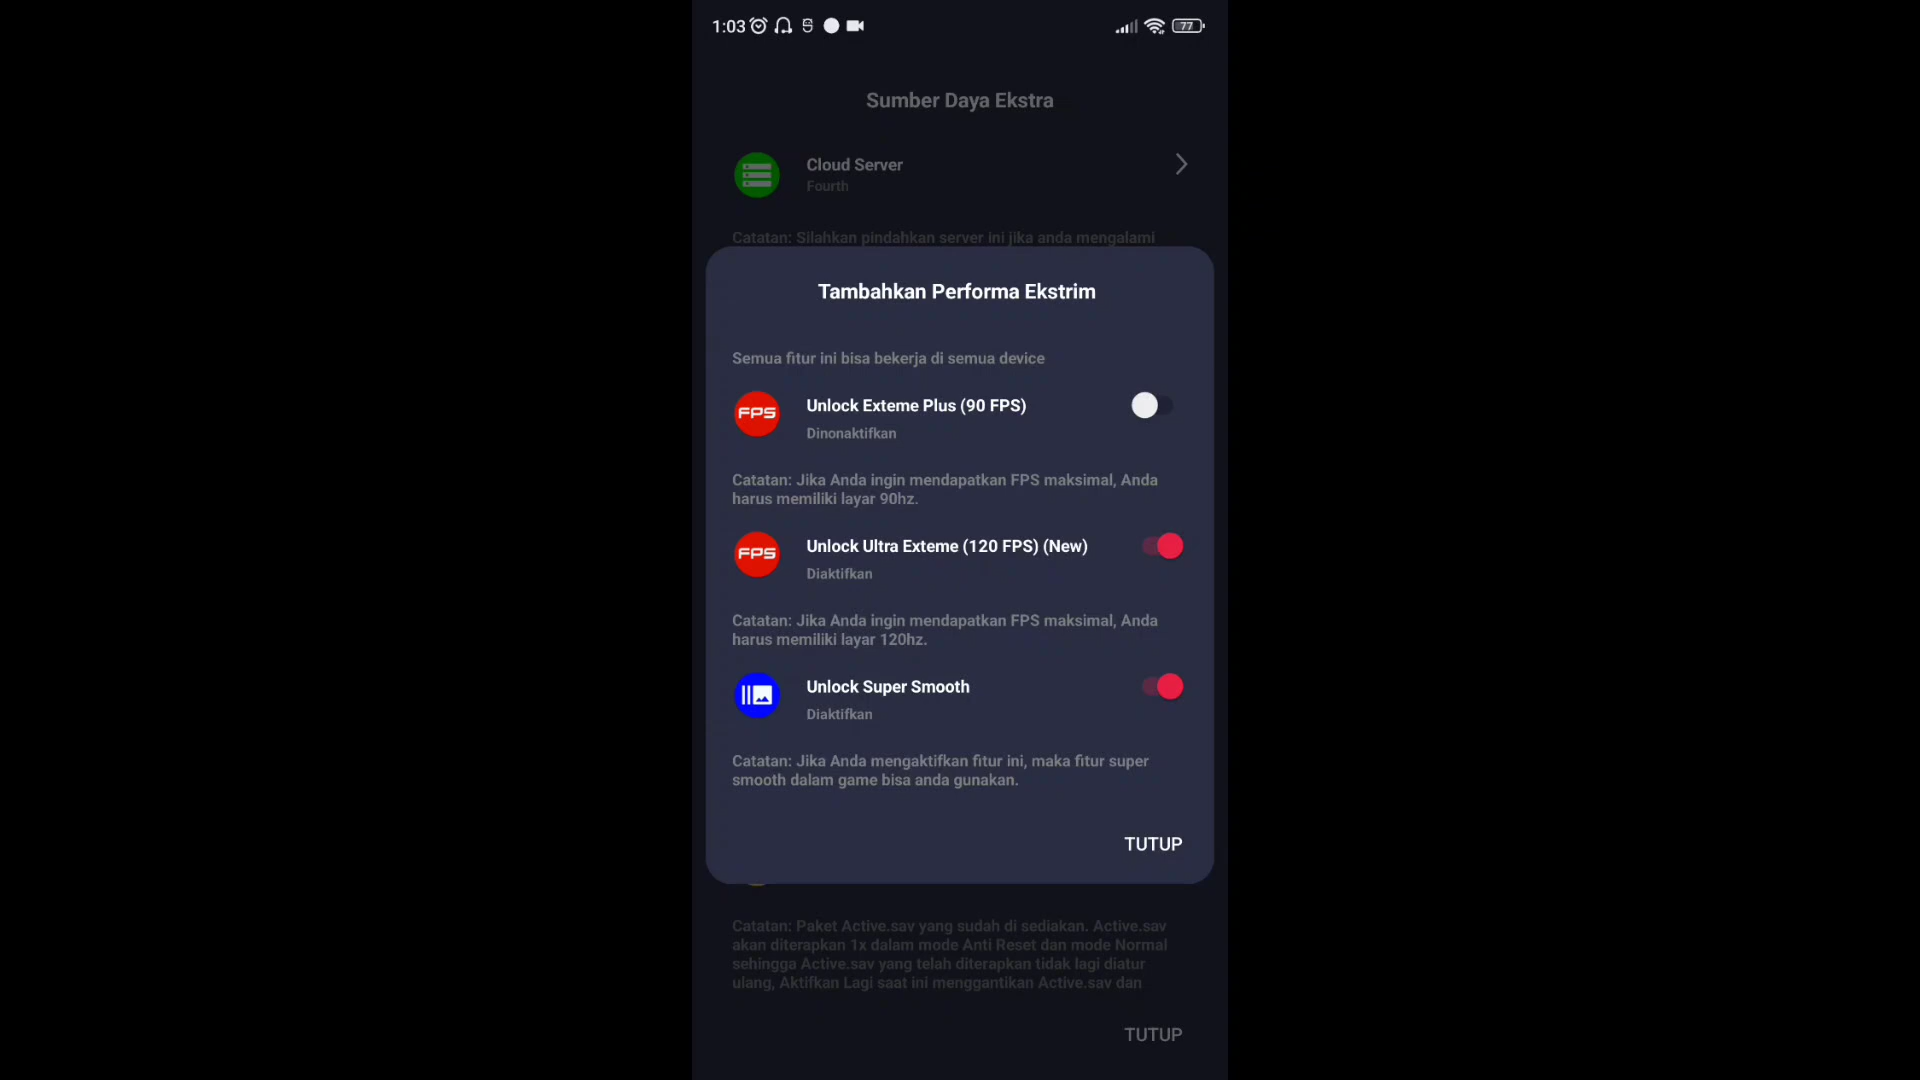 1:03
77
Sumber Daya Ekstra
Cloud Server
Fourth
Catatan: Silahkan pindahkan server ini jika anda mengalami
Tambahkan Performa Ekstrim
Semua fitur ini bisa bekerja di semua device
FPS
Unlock Exteme Plus (90 FPS)
Dinonaktifkan
Catatan: Jika Anda ingin mendapatkan FPS maksimal, Anda
harus memiliki layar 90hz.
FPS
Unlock Ultra Exteme (120 FPS) (New)
Diaktifkan
Catatan: Jika Anda ingin mendapatkan FPS maksimal, Anda
harus memiliki layar 120hz.
Unlock Super Smooth
Diaktifkan
Catatan: Jika Anda mengaktifkan fitur ini, maka fitur super
smooth dalam game bisa anda gunakan.
TUTUP
Catatan: Paket Active.sav yang sudah di sediakan. Active.sav
akan diterapkan 1x dalam mode Anti Reset dan mode Normal
sehingga Active.sav yang telah diterapkan tidak lagi diatur
ulang, Aktifkan Lagi saat ini menggantikan Active.sav dan
TUTUP